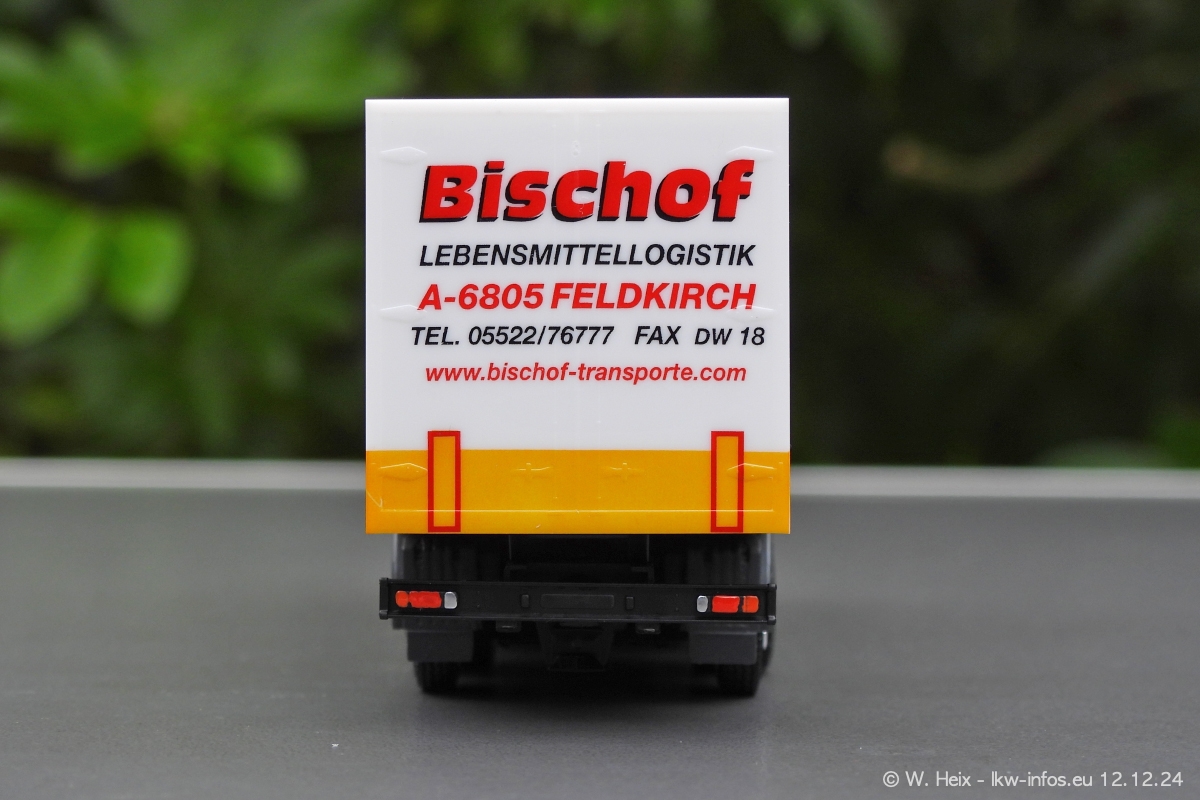 Bischof
LEBENSMITTELLOGISTIK
A-6805 FELDKIRCH
TEL. 05522/76777 FAX DW 18
www.bischof-transporte.com
© W. Heix - lkw-infos.eu 12.12.24